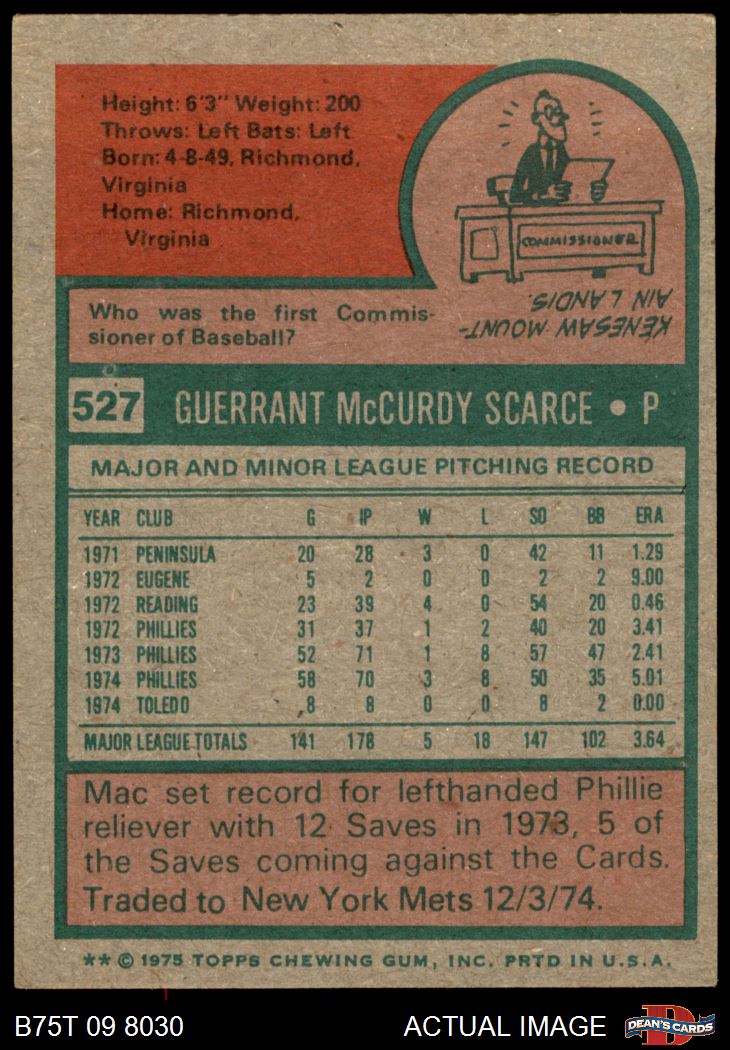 Height: 6'3" Weight: 200
Throws: Left Bats: Left
Born: 4-8-49, Richmond,
Virginia
Home: Richmond,
Virginia
COMMISSIONER
KENESAW MOUNT-
AIN LANDIS.
Who was the first Commis-
sioner of Baseball?
527 GUERRANT McCURDY SCARCE • P
MAJOR AND MINOR LEAGUE PITCHING RECORD
YEAR CLUB G IP W L SO BB ERA
1971 PENINSULA 20 28 3 0 42 11 1.29
1972 EUGENE 5 2 0 0 2 2 9.00
1972 READING 23 39 4 0 54 20 0.46
1972 PHILLIES 31 37 1 2 40 20 3.41
1973 PHILLIES 52 71 1 8 57 47 2.41
1974 PHILLIES 58 70 3 8 50 35 5.01
1974 TOLEDO 8 8 0 0 8 2 0.00
MAJOR LEAGUE TOTALS 141 178 5 18 147 102 3.64
Mac set record for lefthanded Phillie
reliever with 12 Saves in 1973, 5 of
the Saves coming against the Cards.
Traded to New York Mets 12/3/74.
** © 1975 TOPPS CHEWING GUM, INC. PRTD IN U.S.A.
B75T 09 8030 ACTUAL IMAGE DEAN'S CARDS